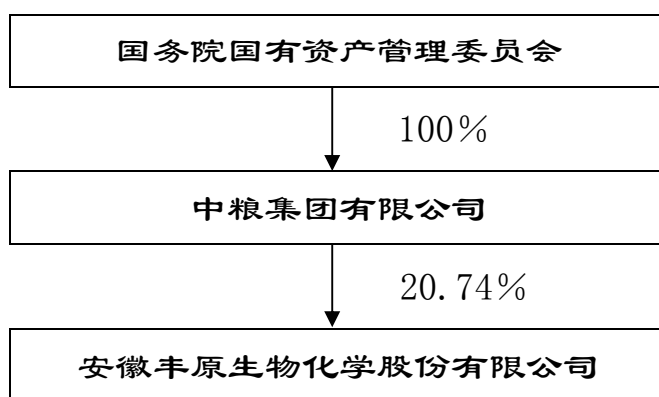 国务院国有资产管理委员会
100%
中粮集团有限公司
20.74%
安徽丰原生物化学股份有限公司